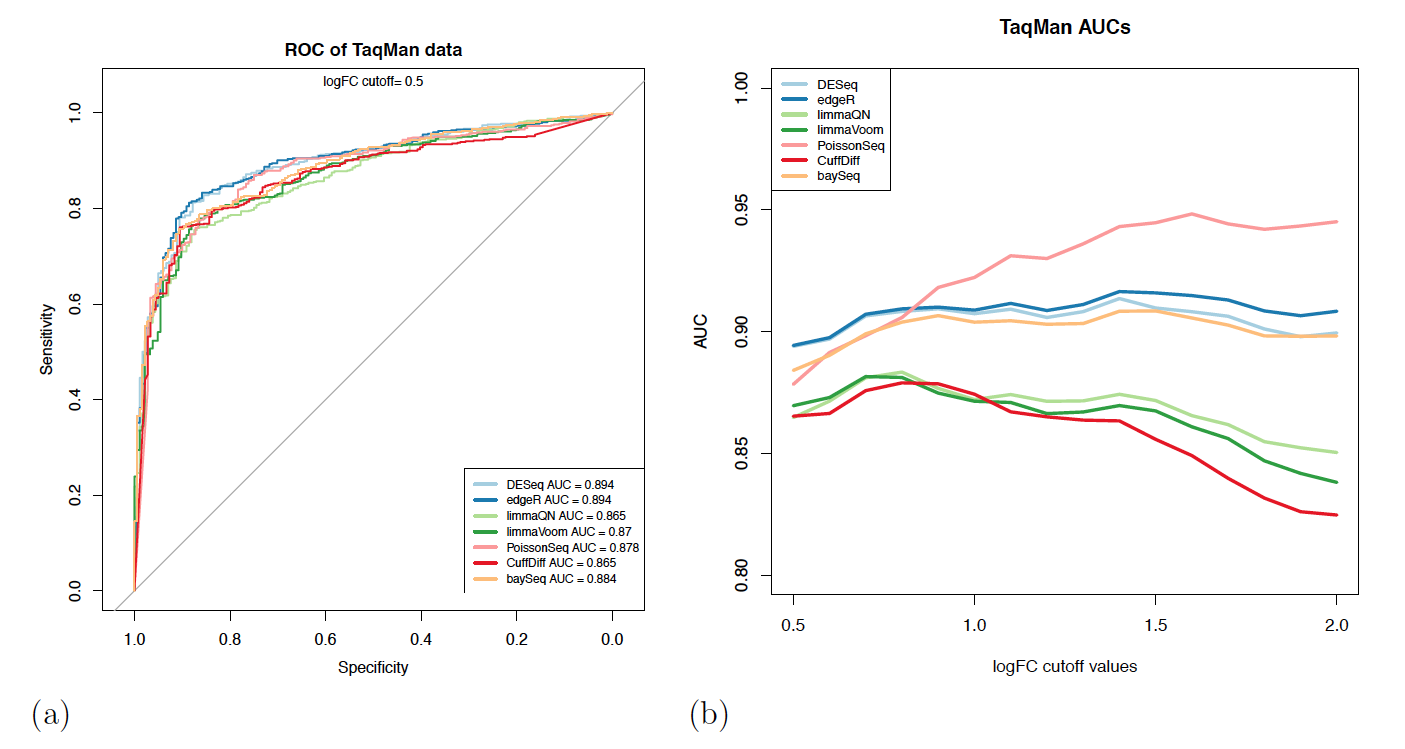 ROC of TaqMan data
logFC cutoff= 0.5
Sensitivity
1.0
0.8
0.6
0.4
0.2
0.0
DESeq AUC = 0.894
edgeR AUC = 0.894
limmaQN AUC = 0.865
limmaVoom AUC = 0.87
PoissonSeq AUC = 0.878
CuffDiff AUC = 0.865
baySeq AUC = 0.884
1.0 0.8 0.6 0.4 0.2 0.0
Specificity
(a)
TaqMan AUCs
DESeq
edgeR
limmaQN
limmaVoom
PoissonSeq
CuffDiff
baySeq
AUC
1.00
0.95
0.90
0.85
0.80
0.5 1.0 1.5 2.0
logFC cutoff values
(b)